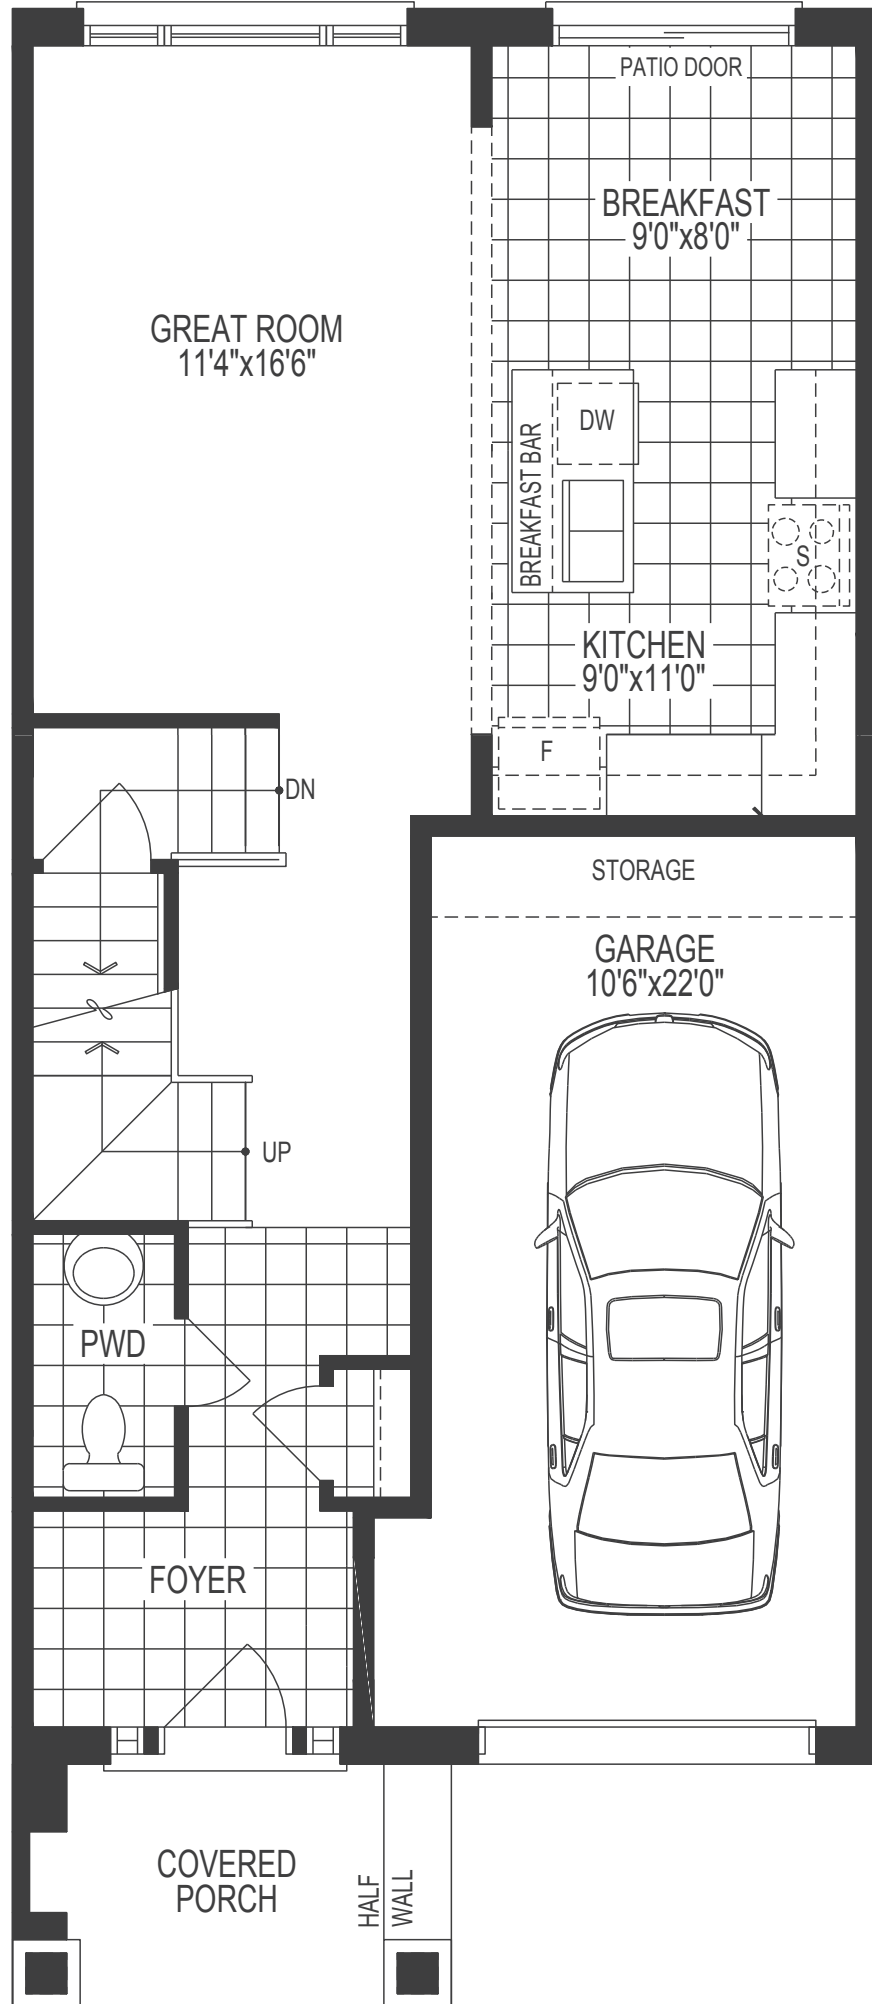 PATIO DOOR
BREAKFAST
9'0"x8'0"
GREAT ROOM
11'4"x16'6"
DW
BREAKFAST BAR
S
KITCHEN
9'0"x11'0"
F
DN
STORAGE
GARAGE
10'6"x22'0"
UP
PWD
FOYER
COVERED
PORCH
HALF
WALL